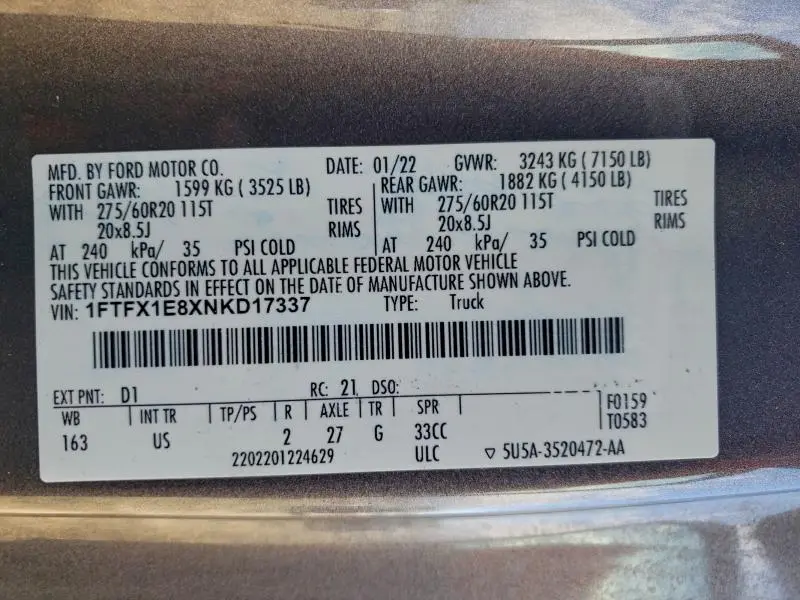 MFD. BY FORD MOTOR CO. DATE: 01/22 GVWR: 3243 KG ( 7150 LB)
FRONT GAWR: 1599 KG ( 3525 LB) REAR GAWR: 1882 KG ( 4150 LB)
WITH 275/60R20 115T TIRES WITH 275/60R20 115T TIRES
20x8.5J RIMS 20x8.5J RIMS
AT 240 kPa/ 35 PSI COLD AT 240 kPa/ 35 PSI COLD
THIS VEHICLE CONFORMS TO ALL APPLICABLE FEDERAL MOTOR VEHICLE
SAFETY STANDARDS IN EFFECT ON THE DATE OF MANUFACTURE SHOWN ABOVE.
VIN: 1FTFX1E8XNKD17337 TYPE: Truck
EXT PNT: D1 RC: 21 DSO:
WB INT TR TP/PS R AXLE TR SPR F0159
163 US 2 27 G 33CC T0583
2202201224629 ULC ▽ 5U5A-3520472-AA